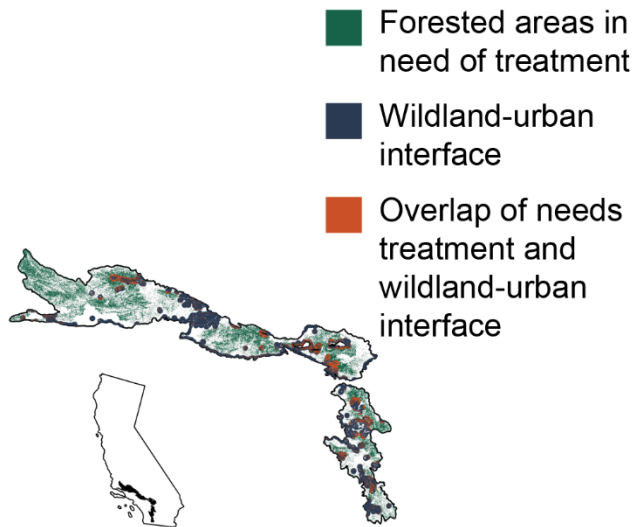 Forested areas in
need of treatment
Wildland-urban
interface
Overlap of needs
treatment and
wildland-urban
interface